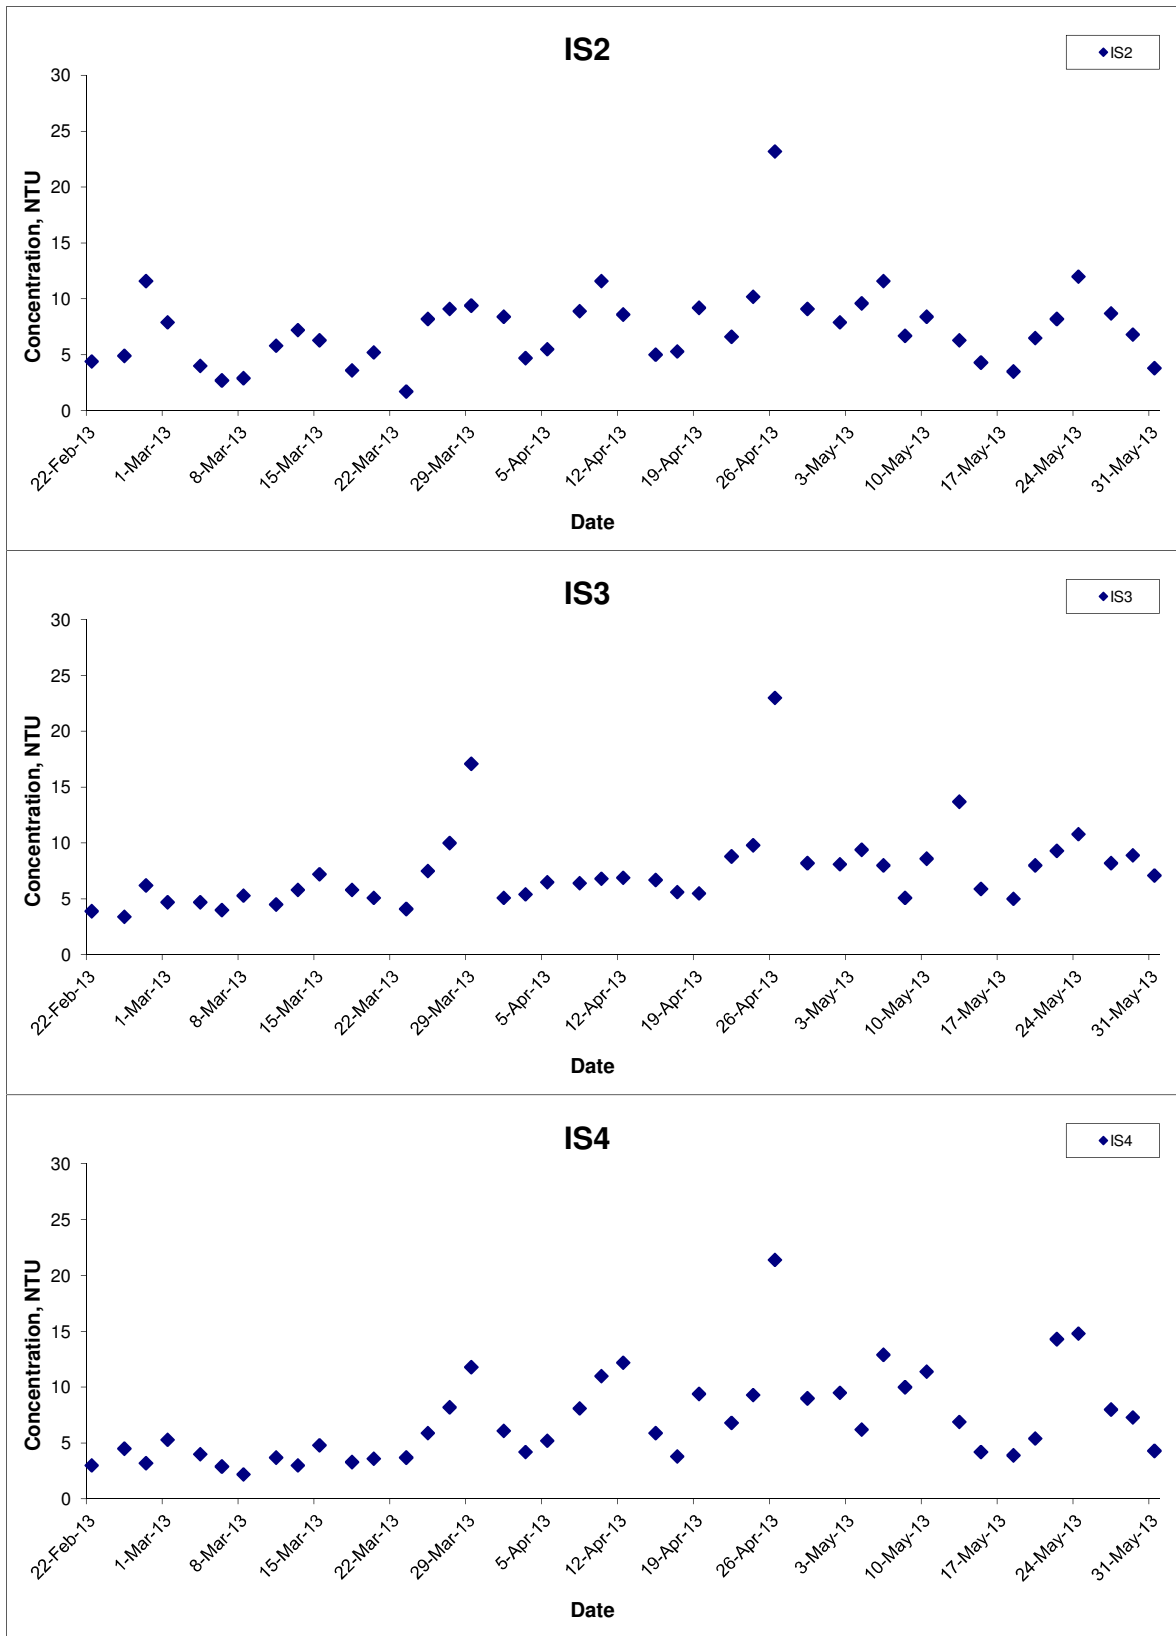 IS2
IS2
Concentration, NTU
30
25
20
15
10
5
0
22-Feb-13
1-Mar-13
8-Mar-13
15-Mar-13
22-Mar-13
29-Mar-13
5-Apr-13
12-Apr-13
19-Apr-13
26-Apr-13
3-May-13
10-May-13
17-May-13
24-May-13
31-May-13
Date
IS3
IS3
Concentration, NTU
30
25
20
15
10
5
0
22-Feb-13
1-Mar-13
8-Mar-13
15-Mar-13
22-Mar-13
29-Mar-13
5-Apr-13
12-Apr-13
19-Apr-13
26-Apr-13
3-May-13
10-May-13
17-May-13
24-May-13
31-May-13
Date
IS4
IS4
Concentration, NTU
30
25
20
15
10
5
0
22-Feb-13
1-Mar-13
8-Mar-13
15-Mar-13
22-Mar-13
29-Mar-13
5-Apr-13
12-Apr-13
19-Apr-13
26-Apr-13
3-May-13
10-May-13
17-May-13
24-May-13
31-May-13
Date